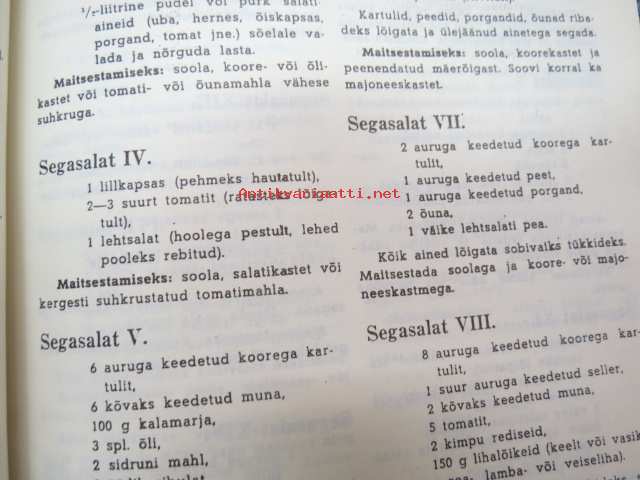 ½-liitrine pudel või purk salati-
aineid (uba, hernes, õiskapsas,
porgand, tomat jne.) sõelale va-
lada ja nõrguda lasta.
Maitsestamiseks: soola, koore- või õli-
kastet või tomati- või õunamahla vähese
suhkruga.
Segasalat IV.
1 lillkapsas (pehmeks hautatult),
2—3 suurt tomatit (ratasteks lõiga-
tult),
1 lehtsalat (hoolega pestult, lehed
pooleks rebitud).
Maitsestamiseks: soola, salatikastet või
kergesti suhkrustatud tomatimahla.
Segasalat V.
6 auruga keedetud koorega kar-
tulit,
6 kõvaks keedetud muna,
100 g kalamarja,
3 spl. õli,
2 sidruni mahl,
Kartulid, peedid, porgandid, õunad riba-
deks lõigata ja ülejäänud ainetega segada.
Maitsestamiseks: soola, koorekastet ja
peenendatud mäerõigast. Soovi korral ka
majoneeskastet.
Segasalat VII.
2 auruga keedetud koorega kar-
tulit,
1 auruga keedetud peet,
1 auruga keedetud porgand,
2 õuna,
1 väike lehtsalati pea.
Kõik ained lõigata sobivaiks tükkideks.
Maitsestada soolaga ja koore- või majo-
neeskastmega.
Segasalat VIII.
8 auruga keedetud koorega kar-
tulit,
1 suur auruga keedetud seller,
2 kõvaks keedetud muna,
5 tomatit,
2 kimpu rediseid,
150 g lihalõikeid (keelt või vasik-
lamba- või veiseliha).
Antikvariaatti.net